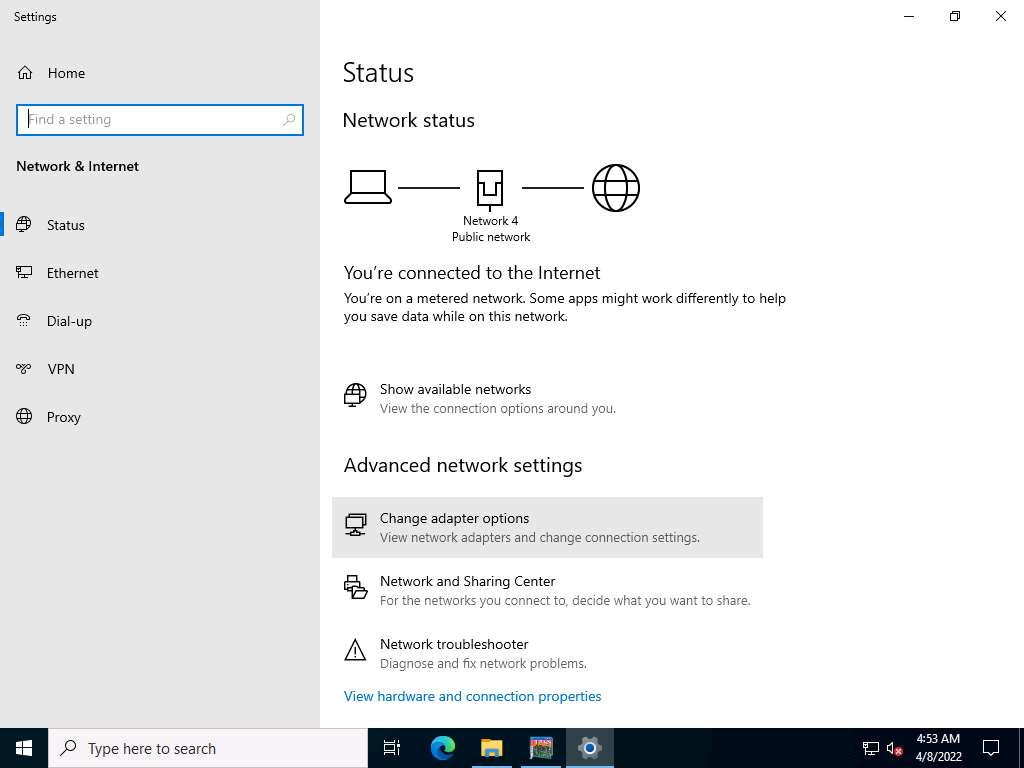 Settings
Home
Find a setting
Network & Internet
Status
Ethernet
Dial-up
VPN
Proxy
Status
Network status
Network 4
Public network
You're connected to the Internet
You're on a metered network. Some apps might work differently to help
you save data while on this network.
Show available networks
View the connection options around you.
Advanced network settings
Change adapter options
View network adapters and change connection settings.
Network and Sharing Center
For the networks you connect to, decide what you want to share.
Network troubleshooter
Diagnose and fix network problems.
View hardware and connection properties
Type here to search
4:53 AM
4/8/2022